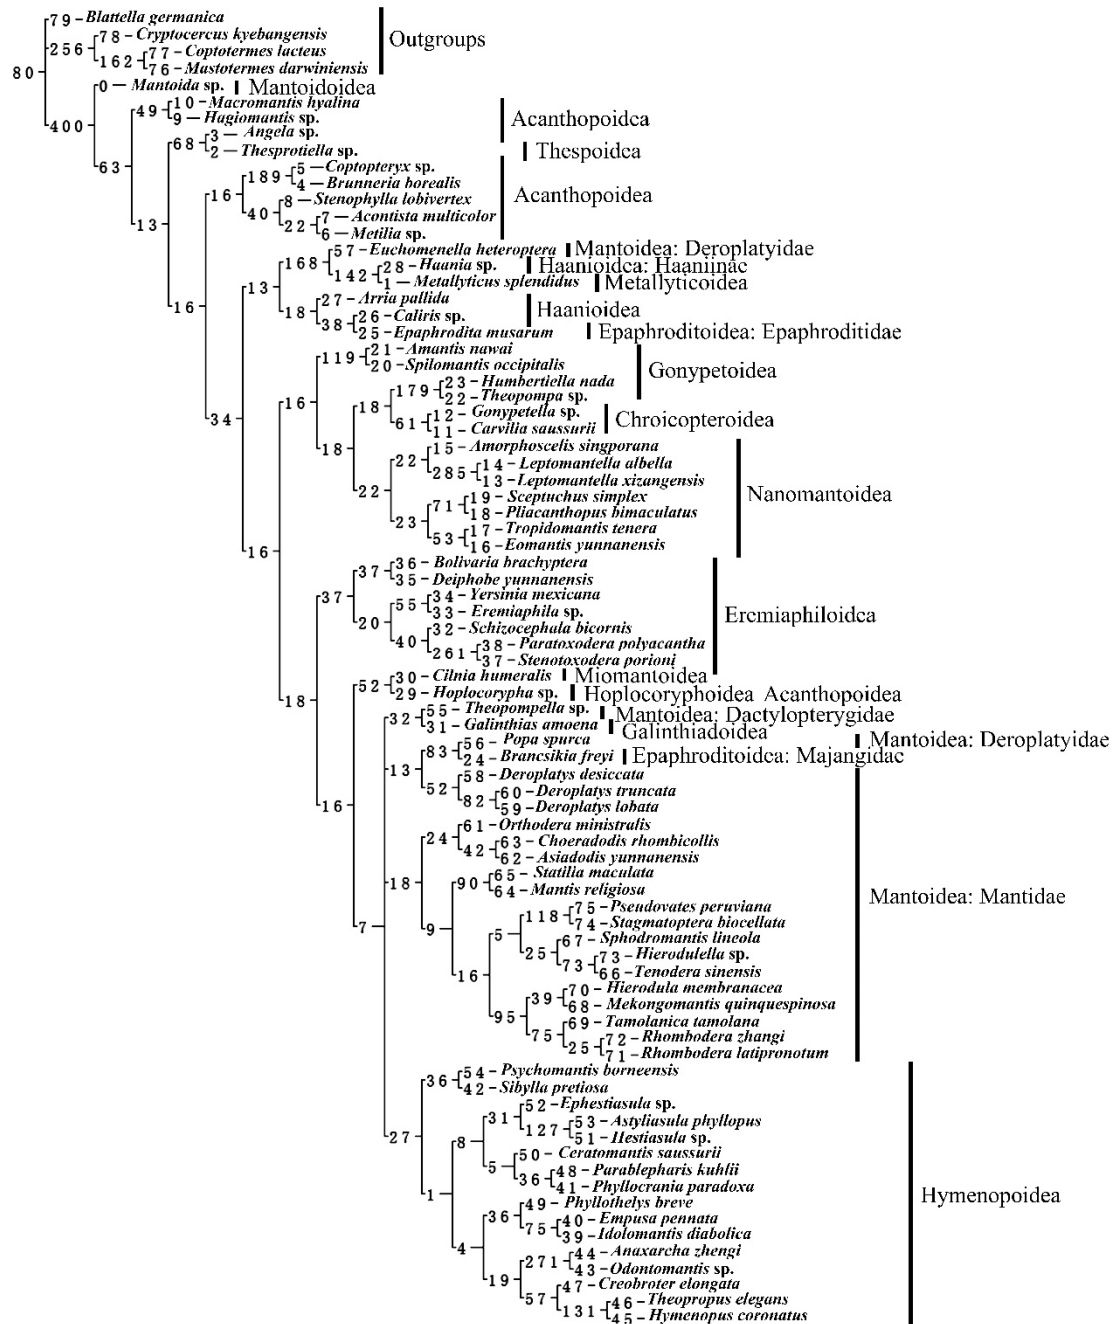 79 Blattella germanica
256 78 Cryptocercus kyebangensis
Outgroups
162 77 Coptotermes lacteus
80
76 Mastotermes darwiniensis
0 Mantoida sp. Mantoidoidea
49 10 Macromantis hyalina
9 Hagiomantis sp.
Acanthopoidea
400
68 3 Angela sp.
2 Thesprotiella sp. Thespoidea
63
189 5 Coptopteryx sp.
4 Brunneria borealis
16
Acanthopoidea
40 8 Stenophylla lobivertex
13
22 7 Acontista multicolor
6 Metilia sp.
57 Euchomenella heteroptera Mantoidea: Deroplatyidae
168
142 28 Haania sp. Haanioidea: Haaniinae
1 Metallyticus splendidus Metallyticoidea
13
27 Arria pallida
16 18 Haanioidea
38 26 Caliris sp.
25 Epaphrodita musarum Epaphroditoidea: Epaphroditidae
119 21 Amantis nawai
20 Spilomantis occipitalis
Gonypetoidea
179 23 Humbertiella nada
22 Theopompa sp.
16 18
34
61 12 Gonypetella sp. Chroicopteroidea
11 Carvilia saussurii
18
15 Amorphoscelis singporana
22
285 14 Leptomantella albella
13 Leptomantella xizangensis
22 Nanomantoidea
71 19 Sceptuchus simplex
18 Pliacanthopus bimaculatus
23
53 17 Tropidomantis tenera
16 Eomantis yunnanensis
16
37 36 Bolivaria brachyptera
35 Deiphobe yunnanensis
37
55 34 Yersinia mexicana
33 Eremiaphila sp.
Eremiaphiloidea
20
32 Schizocephala bicornis
40
261 38 Paratoxodera polyacantha
37 Stenotoxodera porioni
52 30 Cilnia humeralis Miomantoidea
29 Hoplocorypha sp. Hoplocoryphoidea Acanthopoidea
18
32 55 Theopompella sp. Mantoidea: Dactylopterygidae
31 Galinthias amoena Galinthiadoidea
83 56 Popa spurca Mantoidea: Deroplatyidae
24 Brancsikia freyi Epaphroditoidea: Majangidae
13
58 Deroplatys desiccata
52
82 60 Deroplatys truncata
59 Deroplatys lobata
16
61 Orthodera ministralis
24
42 63 Choeradodis rhombicollis
62 Asiadodis yunnanensis
90 65 Statilia maculata
18
64 Mantis religiosa
Mantoidea: Mantidae
118 75 Pseudovates peruviana
74 Stagmatoptera biocellata
7 9 5
67 Sphodromantis lineola
25
73 73 Hierodulella sp.
66 Tenodera sinensis
16
39 70 Hierodula membranacea
68 Mekongomantis quinquespinosa
95
69 Tamolanica tamolana
75
25 72 Rhombodera zhangi
71 Rhombodera latipronotum
36 54 Psychomantis borneensis
42 Sibylla pretiosa
52 Ephestiasula sp.
31
127 53 Astyliasula phyllopus
27
51 Hestiasula sp.
8
50 Ceratomantis saussurii
5
36 48 Parablepharis kuhlii
41 Phyllocrania paradoxa
1 Hymenopoidea
49 Phyllothelys breve
36
75 40 Empusa pennata
39 Idolomantis diabolica
4
271 44 Anaxarcha zhengi
43 Odontomantis sp.
19
47 Creobroter elongata
57
131 46 Theopropus elegans
45 Hymenopus coronatus